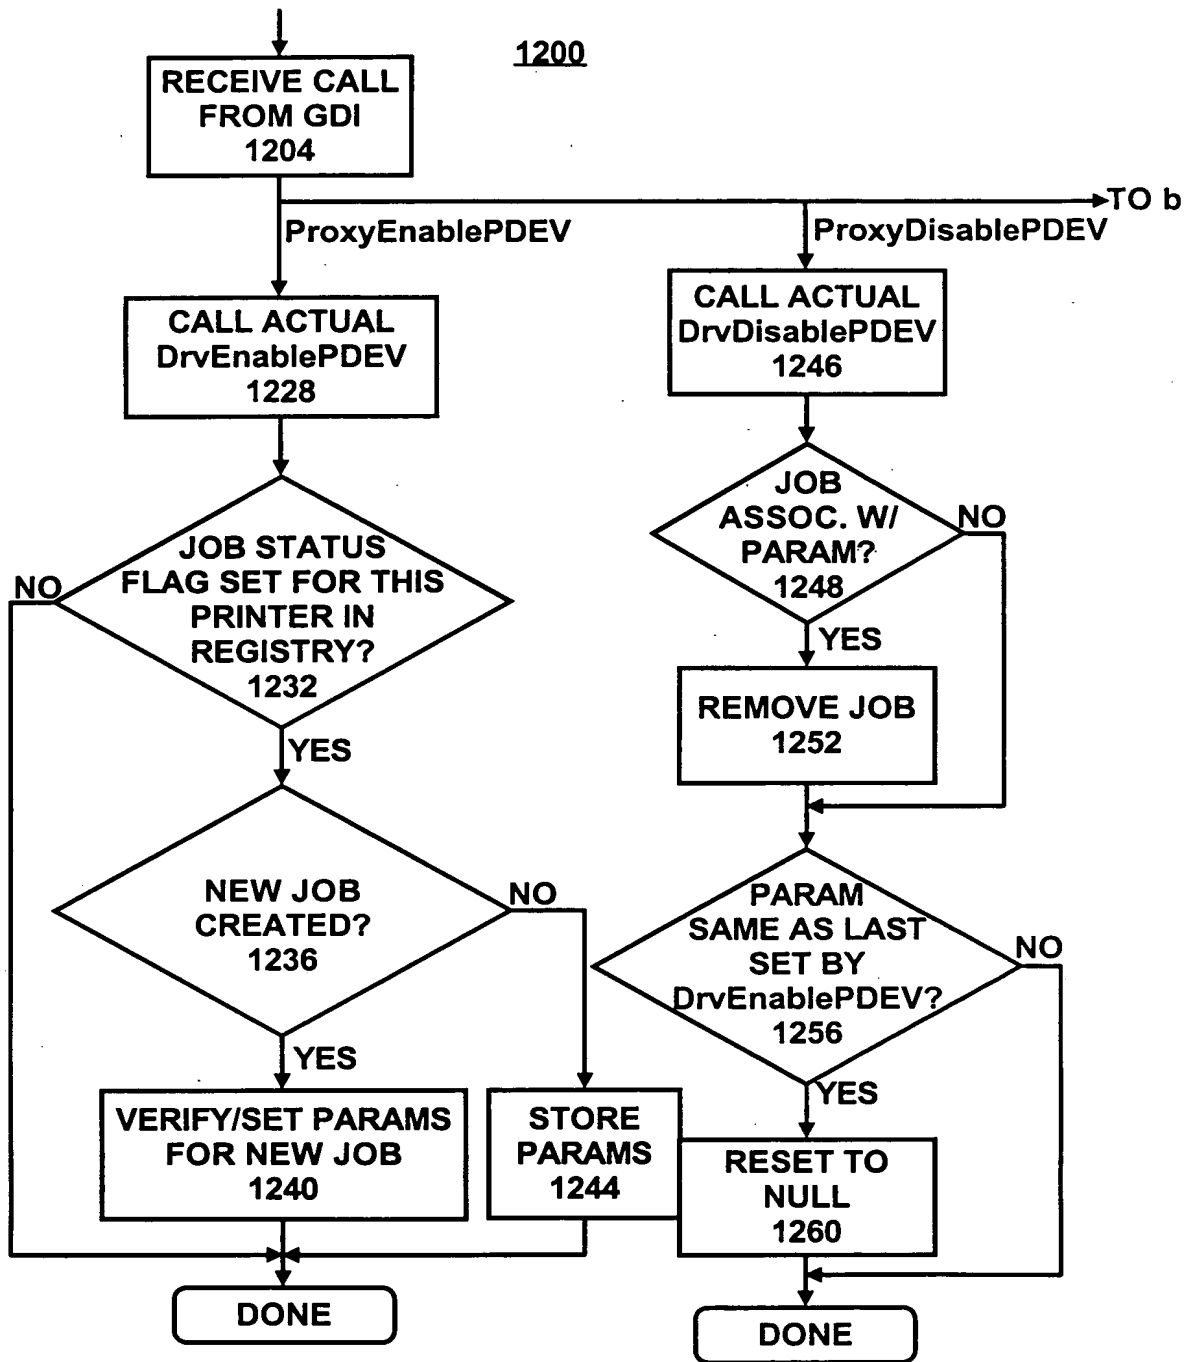 1200
RECEIVE CALL
FROM GDI
1204
TO b
ProxyEnablePDEV
ProxyDisablePDEV
CALL ACTUAL
DrvEnablePDEV
1228
CALL ACTUAL
DrvDisablePDEV
1246
JOB STATUS
FLAG SET FOR THIS
PRINTER IN
REGISTRY?
1232
NO
YES
JOB
ASSOC. W/
PARAM?
1248
NO
YES
REMOVE JOB
1252
NEW JOB
CREATED?
1236
NO
YES
PARAM
SAME AS LAST
SET BY
DrvEnablePDEV?
1256
NO
YES
VERIFY/SET PARAMS
FOR NEW JOB
1240
STORE
PARAMS
1244
RESET TO
NULL
1260
DONE
DONE